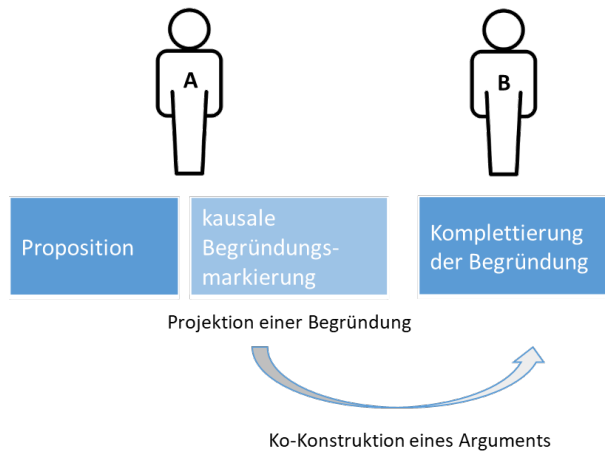 A
B
Proposition
kausale
Begründungs-
markierung
Komplettierung
der Begründung
Projektion einer Begründung
Ko-Konstruktion eines Arguments